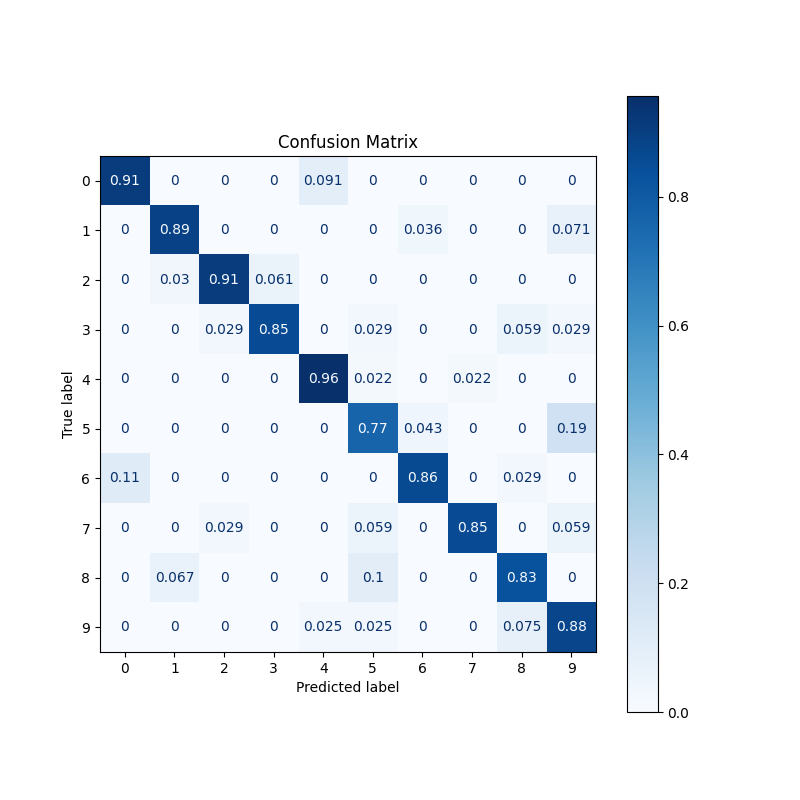 Confusion Matrix
0 0.91 0 0 0 0.091 0 0 0 0 0
1 0 0.89 0 0 0 0 0.036 0 0 0.071
2 0 0.03 0.91 0.061 0 0 0 0 0 0
3 0 0 0.029 0.85 0 0.029 0 0 0.059 0.029
4 0 0 0 0 0.96 0.022 0 0.022 0 0
5 0 0 0 0 0 0.77 0.043 0 0 0.19
6 0.11 0 0 0 0 0 0.86 0 0.029 0
7 0 0 0.029 0 0 0.059 0 0.85 0 0.059
8 0 0.067 0 0 0 0.1 0 0 0.83 0
9 0 0 0 0 0.025 0.025 0 0 0.075 0.88
0 1 2 3 4 5 6 7 8 9
Predicted label
True label
0.8
0.6
0.4
0.2
0.0